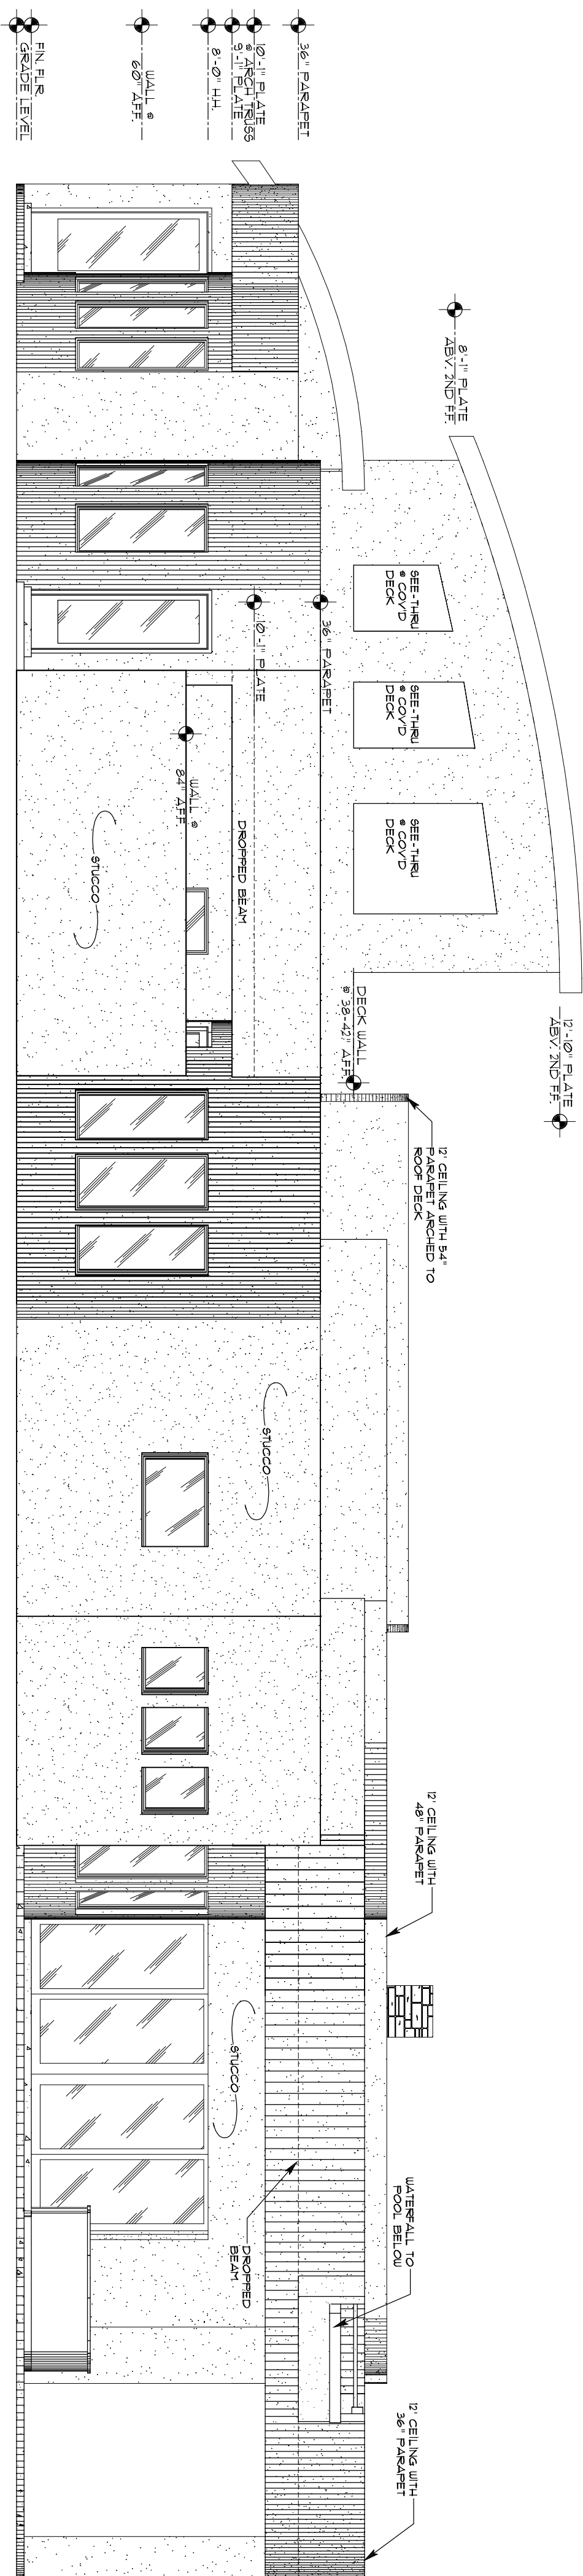 36" PARAPET
10'-1" PLATE
@ ARCH TRUSS
9'-1" PLATE
8'-0" H.H.
WALL @
60" A.F.F.
FIN. FLR.
GRADE LEVEL
8'-1" PLATE
ABV. 2ND F.F.
SEE-THRU
@ COV'D
DECK
SEE-THRU
@ COV'D
DECK
SEE-THRU
@ COV'D
DECK
36" PARAPET
10'-1" PLATE
WALL @
84" A.F.F.
DROPPED BEAM
STUCCO
12'-10" PLATE
ABV. 2ND F.F.
DECK WALL
@ 38-42" A.F.F.
12' CEILING WITH 54"
PARAPET ARCHED TO
ROOF DECK
STUCCO
12' CEILING WITH
48" PARAPET
STUCCO
DROPPED
BEAM
WATERFALL TO
POOL BELOW
12' CEILING WITH
36" PARAPET